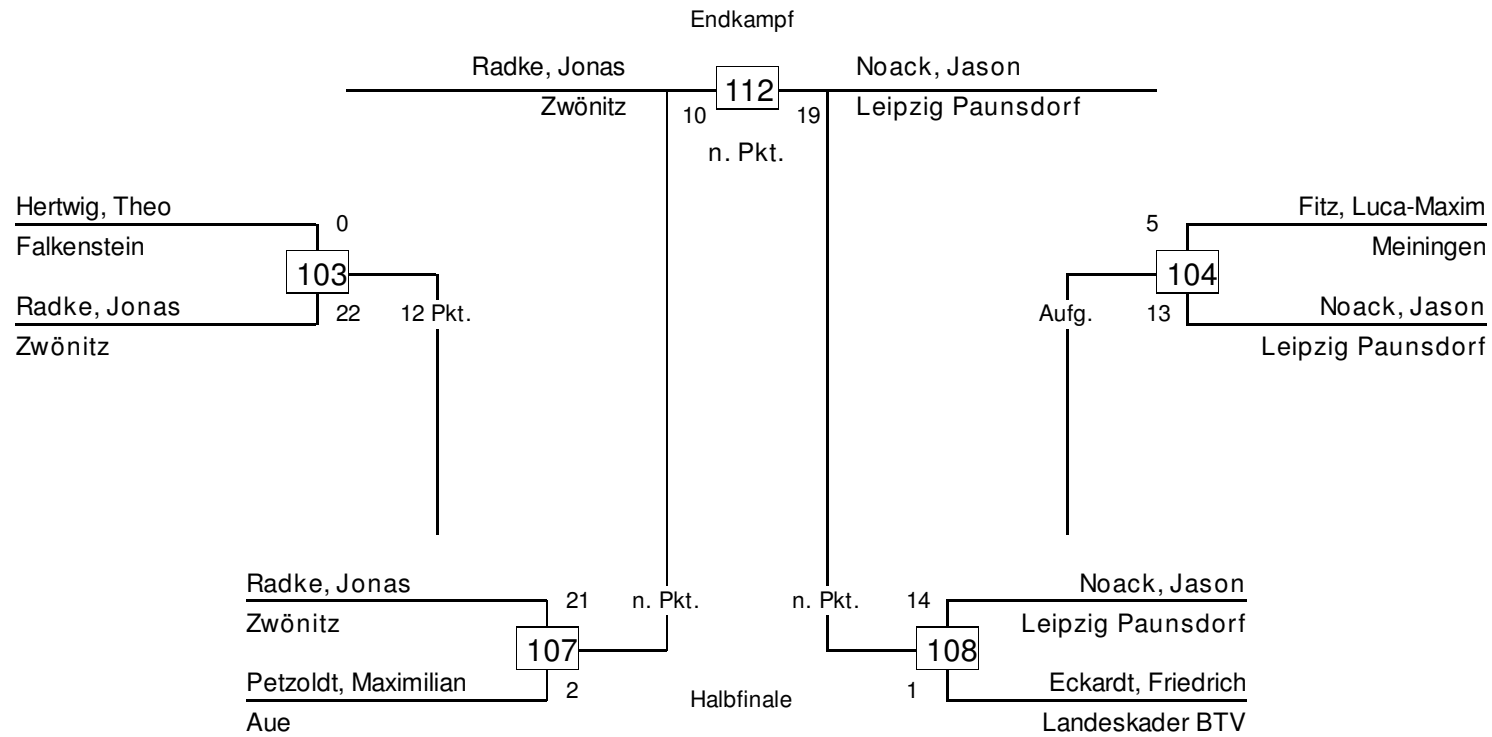 Endkampf
Radke, Jonas
Zwönitz
10
112
19
Noack, Jason
Leipzig Paunsdorf
n. Pkt.
Hertwig, Theo
0
Falkenstein
103
Radke, Jonas
22
12 Pkt.
Zwönitz
Fitz, Luca-Maxim
5
Meiningen
104
Aufg.
13
Noack, Jason
Leipzig Paunsdorf
Radke, Jonas
21
n. Pkt.
Zwönitz
107
Petzoldt, Maximilian
2
Aue
Halbfinale
n. Pkt.
14
Noack, Jason
Leipzig Paunsdorf
108
1
Eckardt, Friedrich
Landeskader BTV